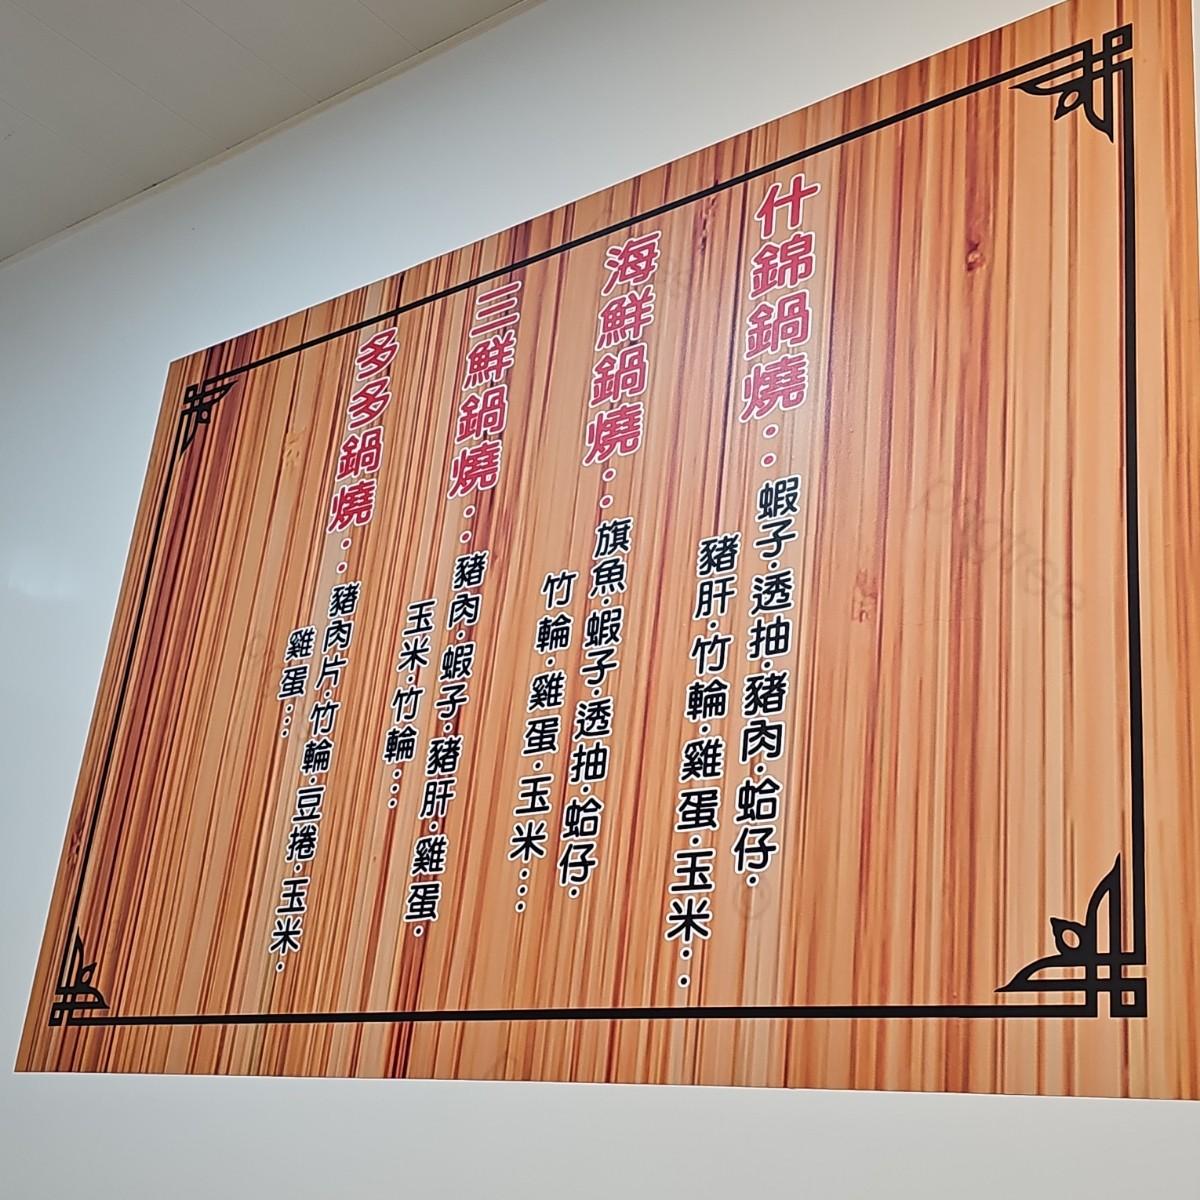 什錦鍋燒：蝦子·透抽·豬肉·蛤仔·
豬肝·竹輪·雞蛋·玉米…
海鮮鍋燒：旗魚·蝦子·透抽·蛤仔·
竹輪·雞蛋·玉米…
三鮮鍋燒：豬肉·蝦子·豬肝·雞蛋·
玉米·竹輪…
多多鍋燒：豬肉片·竹輪·豆捲·玉米·
雞蛋…